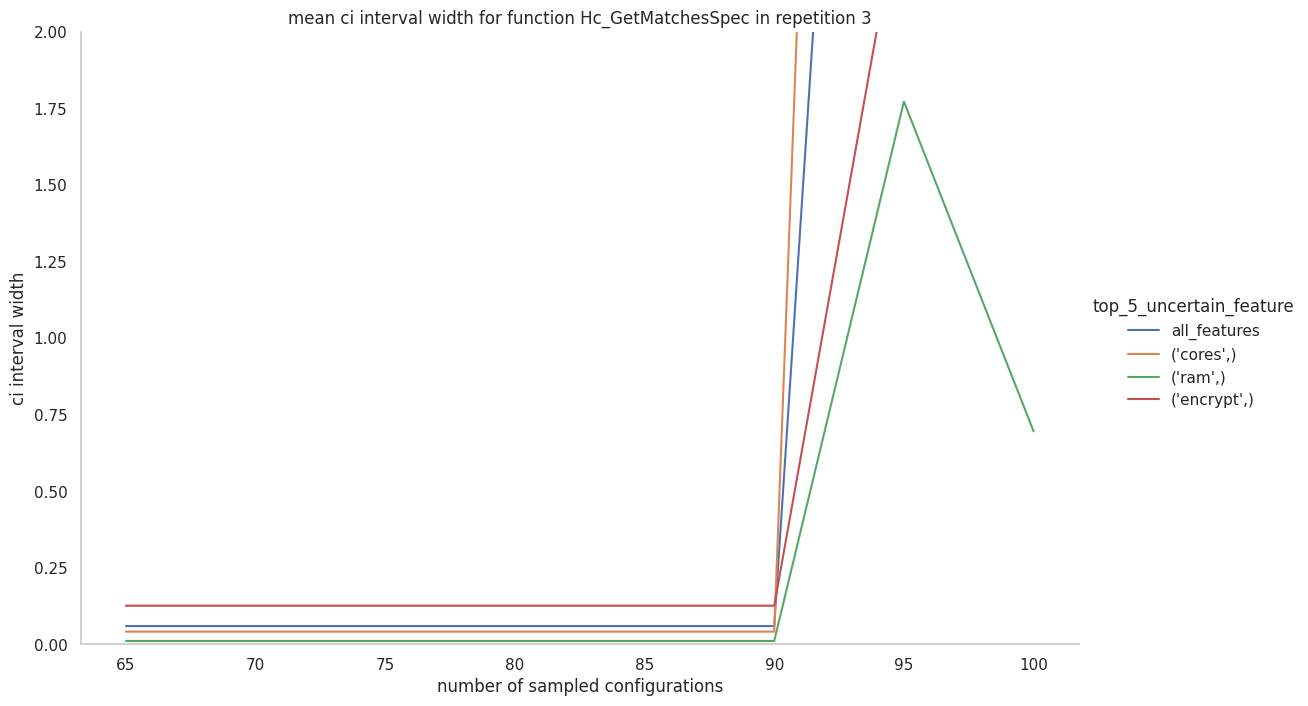 mean ci interval width for function Hc_GetMatchesSpec in repetition 3
2.00
1.75
1.50
1.25
1.00
0.75
0.50
0.25
0.00
ci interval width
65 70 75 80 85 90 95 100
number of sampled configurations
top_5_uncertain_feature
all_features
('cores',)
('ram',)
('encrypt',)